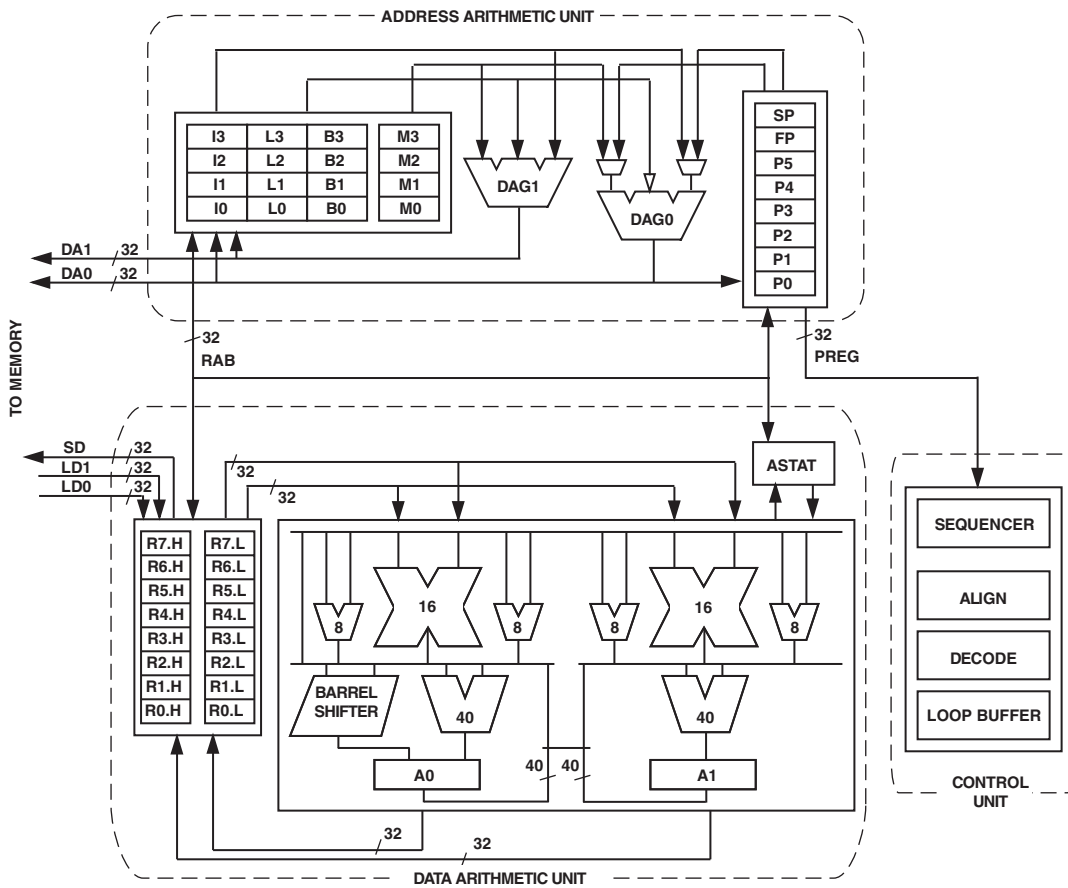 ADDRESS ARITHMETIC UNIT
I3 L3 B3 M3
I2 L2 B2 M2
I1 L1 B1 M1
I0 L0 B0 M0
DAG1
DAG0
SP
FP
P5
P4
P3
P2
P1
P0
DA1 32
DA0 32
TO MEMORY
32
RAB
32
PREG
SD 32
LD1 32
LD0 32
32
32
ASTAT
R7.H R7.L
R6.H R6.L
R5.H R5.L
R4.H R4.L
R3.H R3.L
R2.H R2.L
R1.H R1.L
R0.H R0.L
16
8
8
8
16
8
BARREL
SHIFTER
40
40
A0
40
40
A1
32
32
DATA ARITHMETIC UNIT
SEQUENCER
ALIGN
DECODE
LOOP BUFFER
CONTROL
UNIT